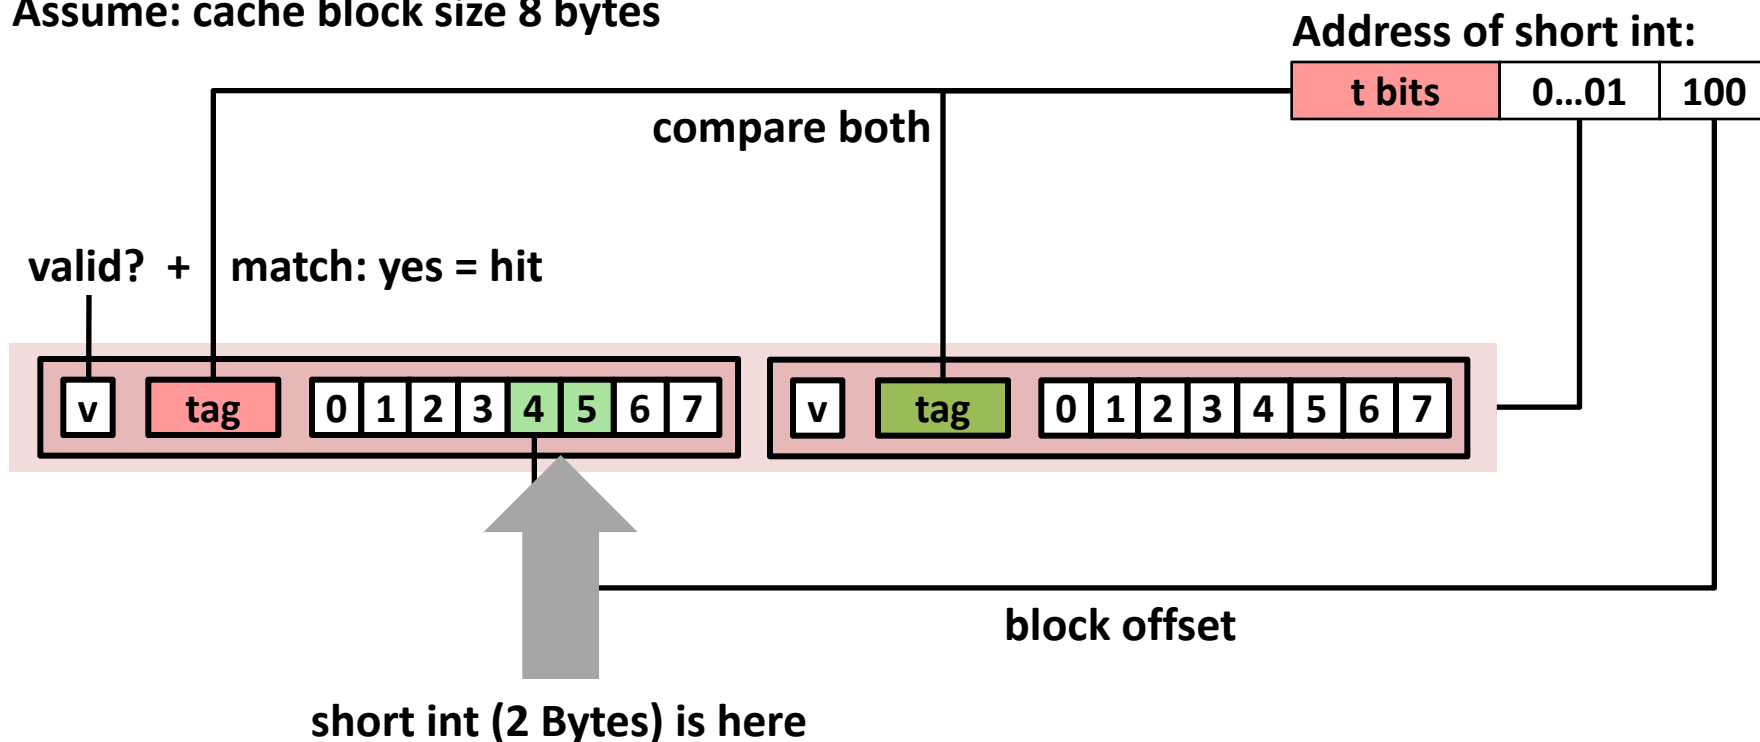 Assume: cache block size 8 bytes
Address of short int:
t bits 0...01 100
compare both
valid? + match: yes = hit
v tag 0 1 2 3 4 5 6 7 v tag 0 1 2 3 4 5 6 7
block offset
short int (2 Bytes) is here